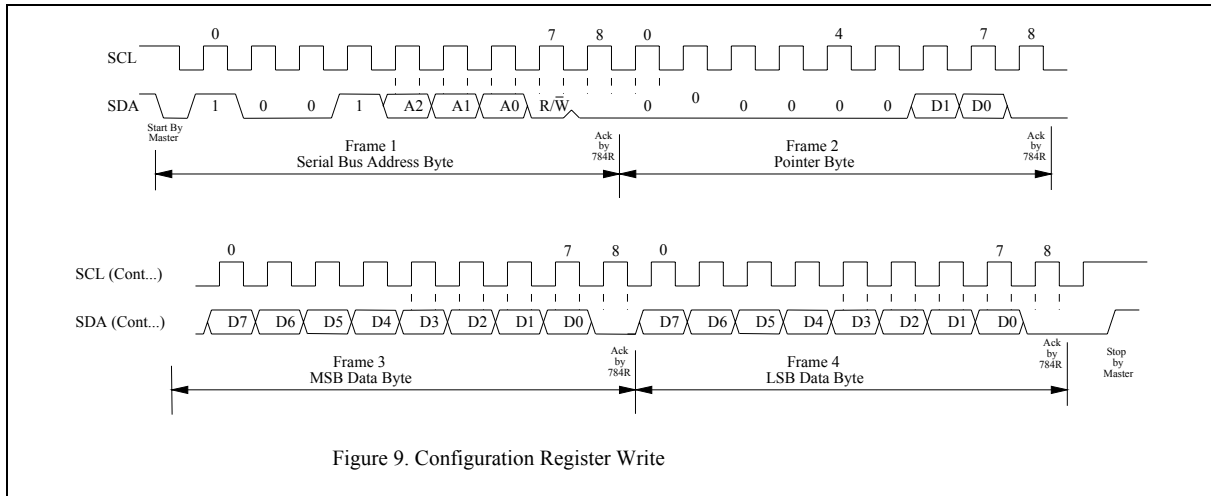 0 7 8 0 4 7 8
SCL
SDA
1 0 0 1 A2 A1 A0 R/W̅ 0 0 0 0 0 0 D1 D0
Start By
Master
Frame 1
Serial Bus Address Byte
Ack
by
784R
Frame 2
Pointer Byte
Ack
by
784R
0 7 8 0 7 8
SCL (Cont...)
SDA (Cont...)
D7 D6 D5 D4 D3 D2 D1 D0 D7 D6 D5 D4 D3 D2 D1 D0
Frame 3
MSB Data Byte
Ack
by
784R
Frame 4
LSB Data Byte
Ack
by
784R
Stop
by
Master
Figure 9. Configuration Register Write